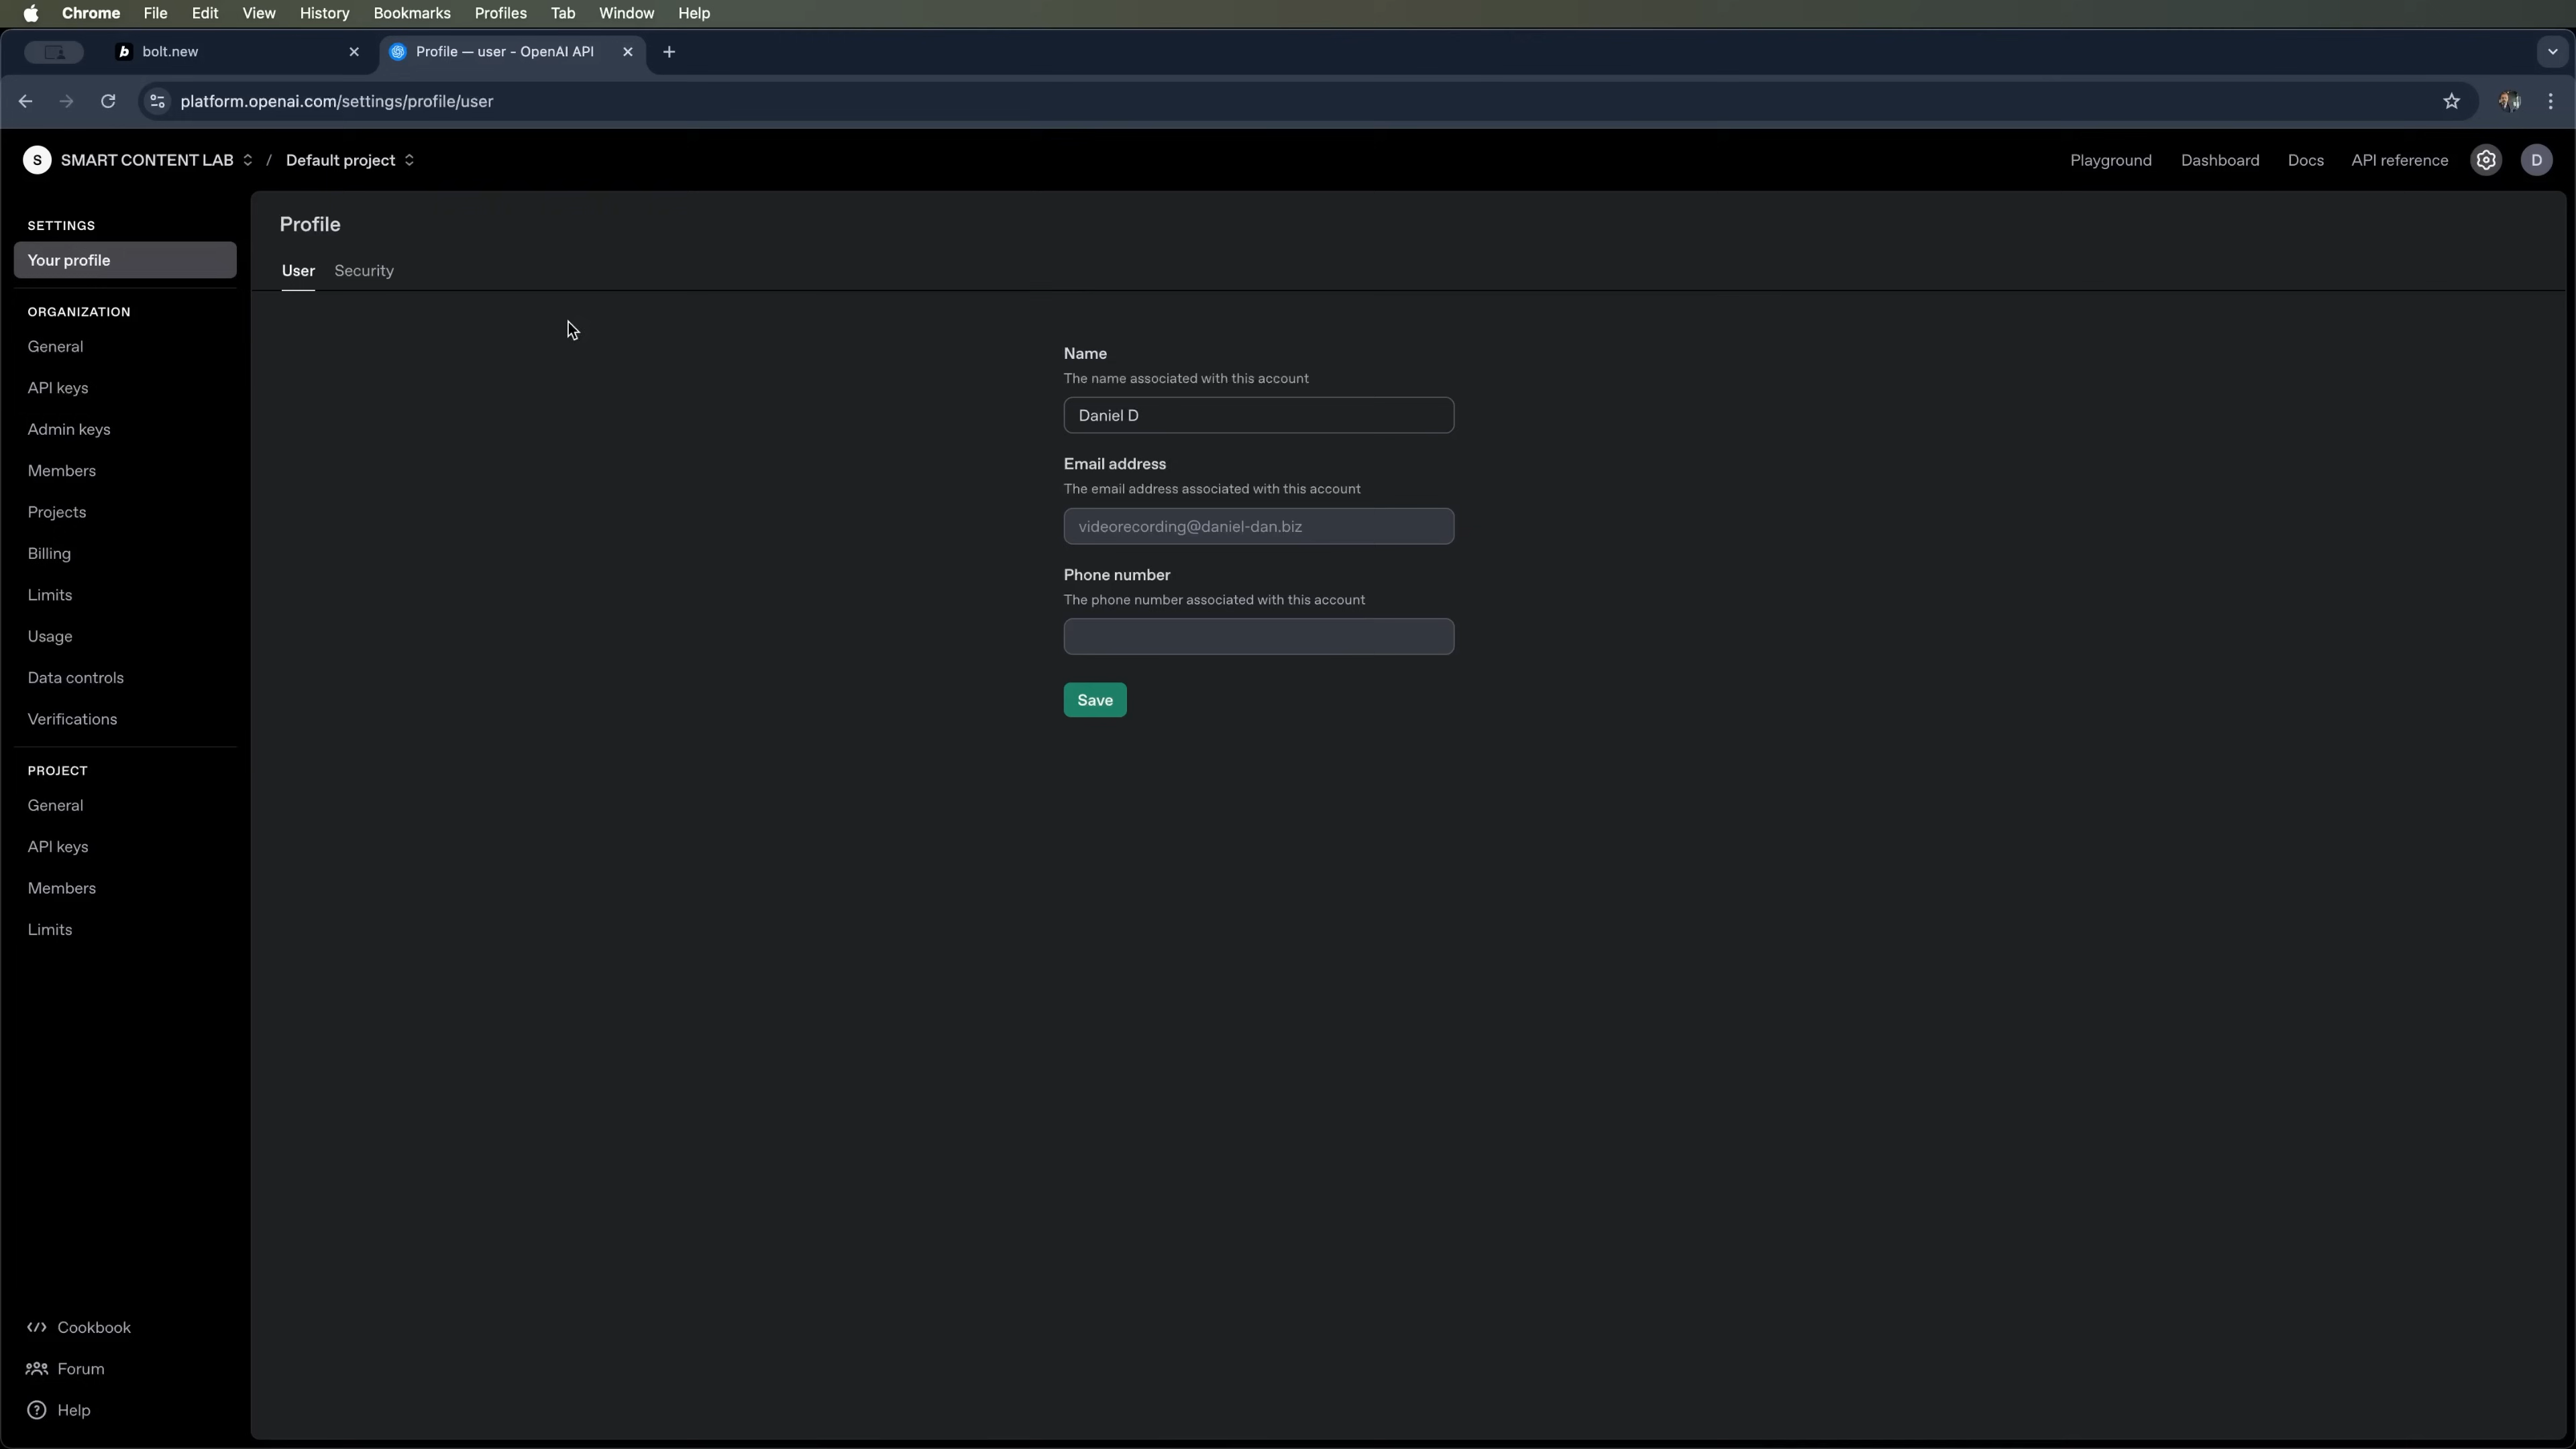 Chrome File Edit View History Bookmarks Profiles Tab Window Help
bolt.new
Profile — user - OpenAI API
platform.openai.com/settings/profile/user
S SMART CONTENT LAB / Default project
Playground Dashboard Docs API reference D
SETTINGS
Your profile
ORGANIZATION
General
API keys
Admin keys
Members
Projects
Billing
Limits
Usage
Data controls
Verifications
PROJECT
General
API keys
Members
Limits
Cookbook
Forum
Help
Profile
User Security
Name
The name associated with this account
Daniel D
Email address
The email address associated with this account
videorecording@daniel-dan.biz
Phone number
The phone number associated with this account
Save